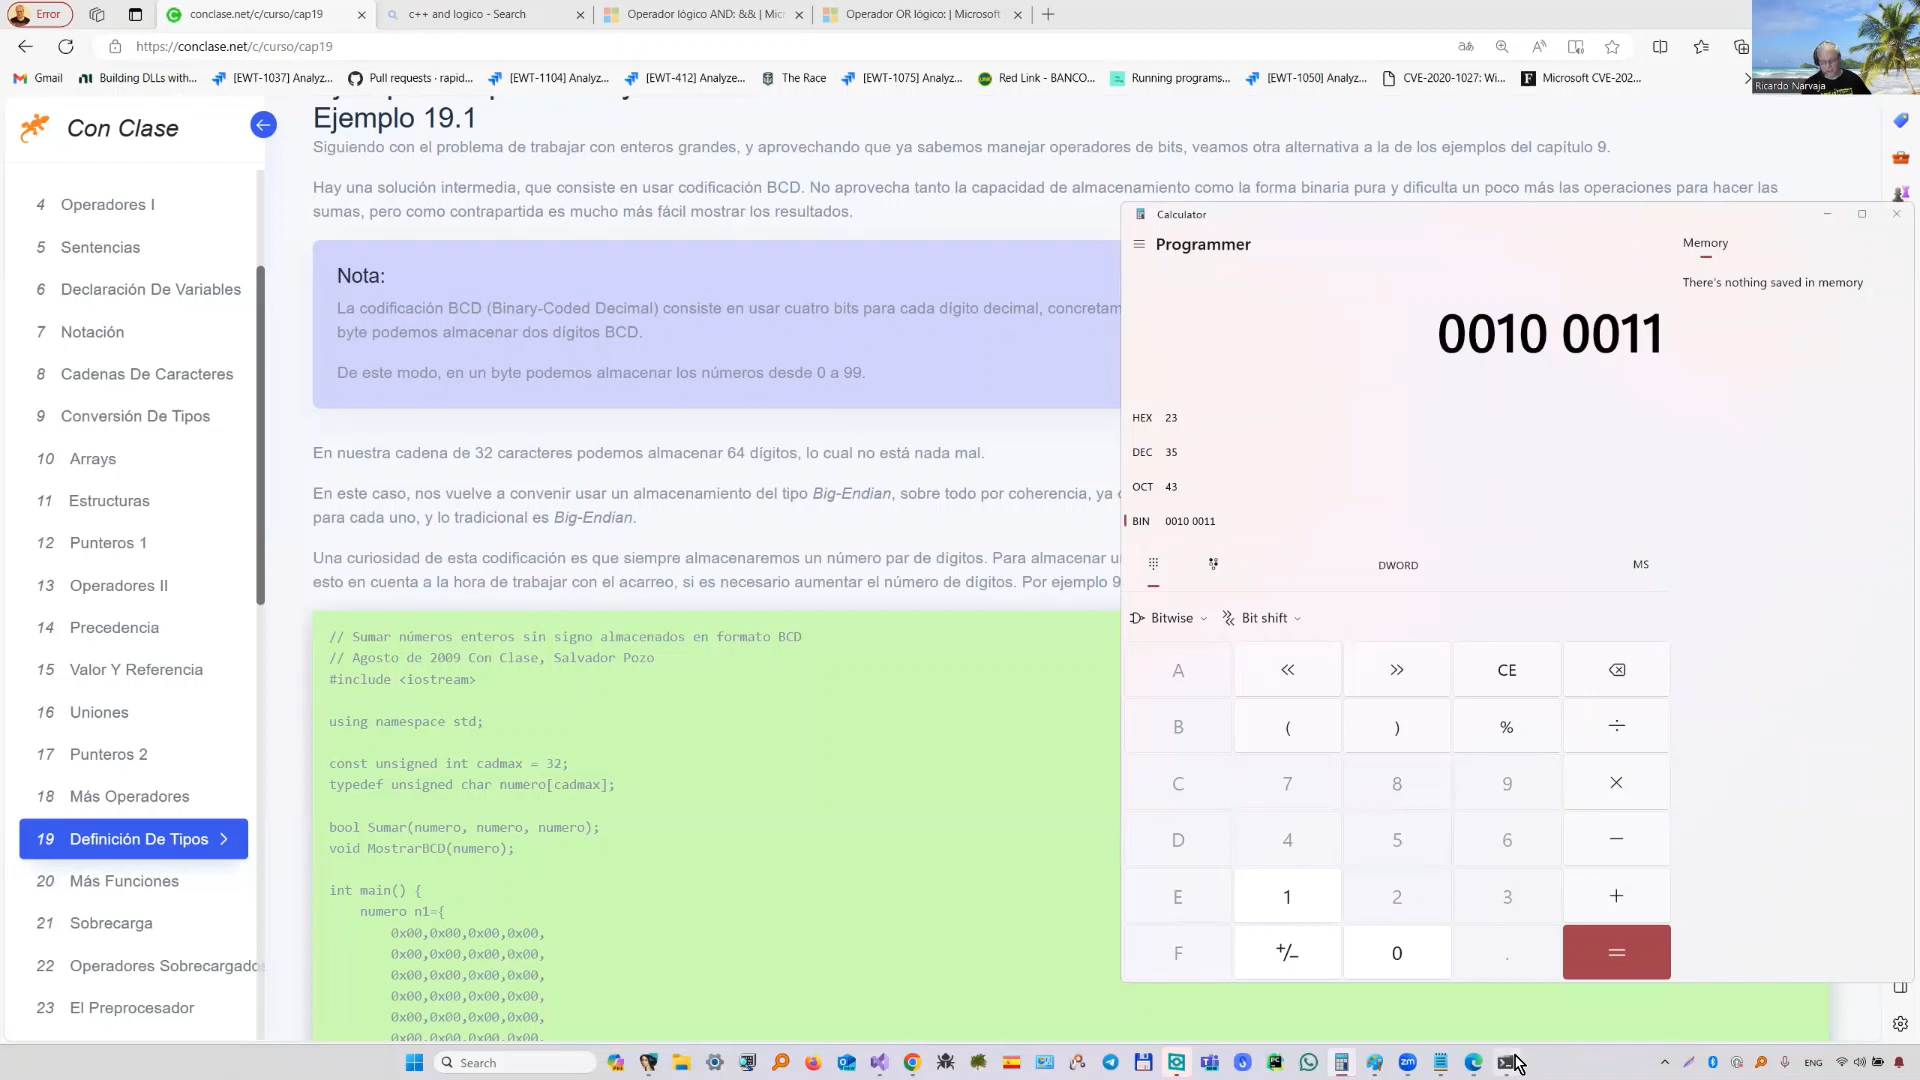 Error
conclase.net/c/curso/cap19
c++ and logico - Search
Operador lógico AND: && | Mic
Operador OR lógico: | Microsoft
https://conclase.net/c/curso/cap19
Gmail
Building DLLs with...
[EWT-1037] Analyz...
Pull requests · rapid...
[EWT-1104] Analyz...
[EWT-412] Analyze...
The Race
[EWT-1075] Analyz...
Red Link - BANCO...
Running programs...
[EWT-1050] Analyz...
CVE-2020-1027: Wi...
Microsoft CVE-202...
Ricardo Narvaja
Con Clase
4 Operadores I
5 Sentencias
6 Declaración De Variables
7 Notación
8 Cadenas De Caracteres
9 Conversión De Tipos
10 Arrays
11 Estructuras
12 Punteros 1
13 Operadores II
14 Precedencia
15 Valor Y Referencia
16 Uniones
17 Punteros 2
18 Más Operadores
19 Definición De Tipos
20 Más Funciones
21 Sobrecarga
22 Operadores Sobrecargados
23 El Preprocesador
Ejemplo 19.1
Siguiendo con el problema de trabajar con enteros grandes, y aprovechando que ya sabemos manejar operadores de bits, veamos otra alternativa a la de los ejemplos del capítulo 9.
Hay una solución intermedia, que consiste en usar codificación BCD. No aprovecha tanto la capacidad de almacenamiento como la forma binaria pura y dificulta un poco más las operaciones para hacer las
sumas, pero como contrapartida es mucho más fácil mostrar los resultados.
Nota:
La codificación BCD (Binary-Coded Decimal) consiste en usar cuatro bits para cada dígito decimal, concretam
byte podemos almacenar dos dígitos BCD.
De este modo, en un byte podemos almacenar los números desde 0 a 99.
En nuestra cadena de 32 caracteres podemos almacenar 64 dígitos, lo cual no está nada mal.
En este caso, nos vuelve a convenir usar un almacenamiento del tipo Big-Endian, sobre todo por coherencia, ya
para cada uno, y lo tradicional es Big-Endian.
Una curiosidad de esta codificación es que siempre almacenaremos un número par de dígitos. Para almacenar
esto en cuenta a la hora de trabajar con el acarreo, si es necesario aumentar el número de dígitos. Por ejemplo 9
// Sumar números enteros sin signo almacenados en formato BCD
// Agosto de 2009 Con Clase, Salvador Pozo
#include <iostream>
using namespace std;
const unsigned int cadmax = 32;
typedef unsigned char numero[cadmax];
bool Sumar(numero, numero, numero);
void MostrarBCD(numero);
int main() {
numero n1={
0x00,0x00,0x00,0x00,
0x00,0x00,0x00,0x00,
0x00,0x00,0x00,0x00,
0x00,0x00,0x00,0x00,
0x00,0x00,0x00,0x00,
0x00,0x00,0x00,0x00,
Calculator
Programmer
Memory
There's nothing saved in memory
0010 0011
HEX 23
DEC 35
OCT 43
BIN 0010 0011
DWORD
MS
Bitwise
Bit shift
A << >> CE
B ( ) % ÷
C 7 8 9 ×
D 4 5 6 −
E 1 2 3 +
F +/− 0 . =
Search
ENG